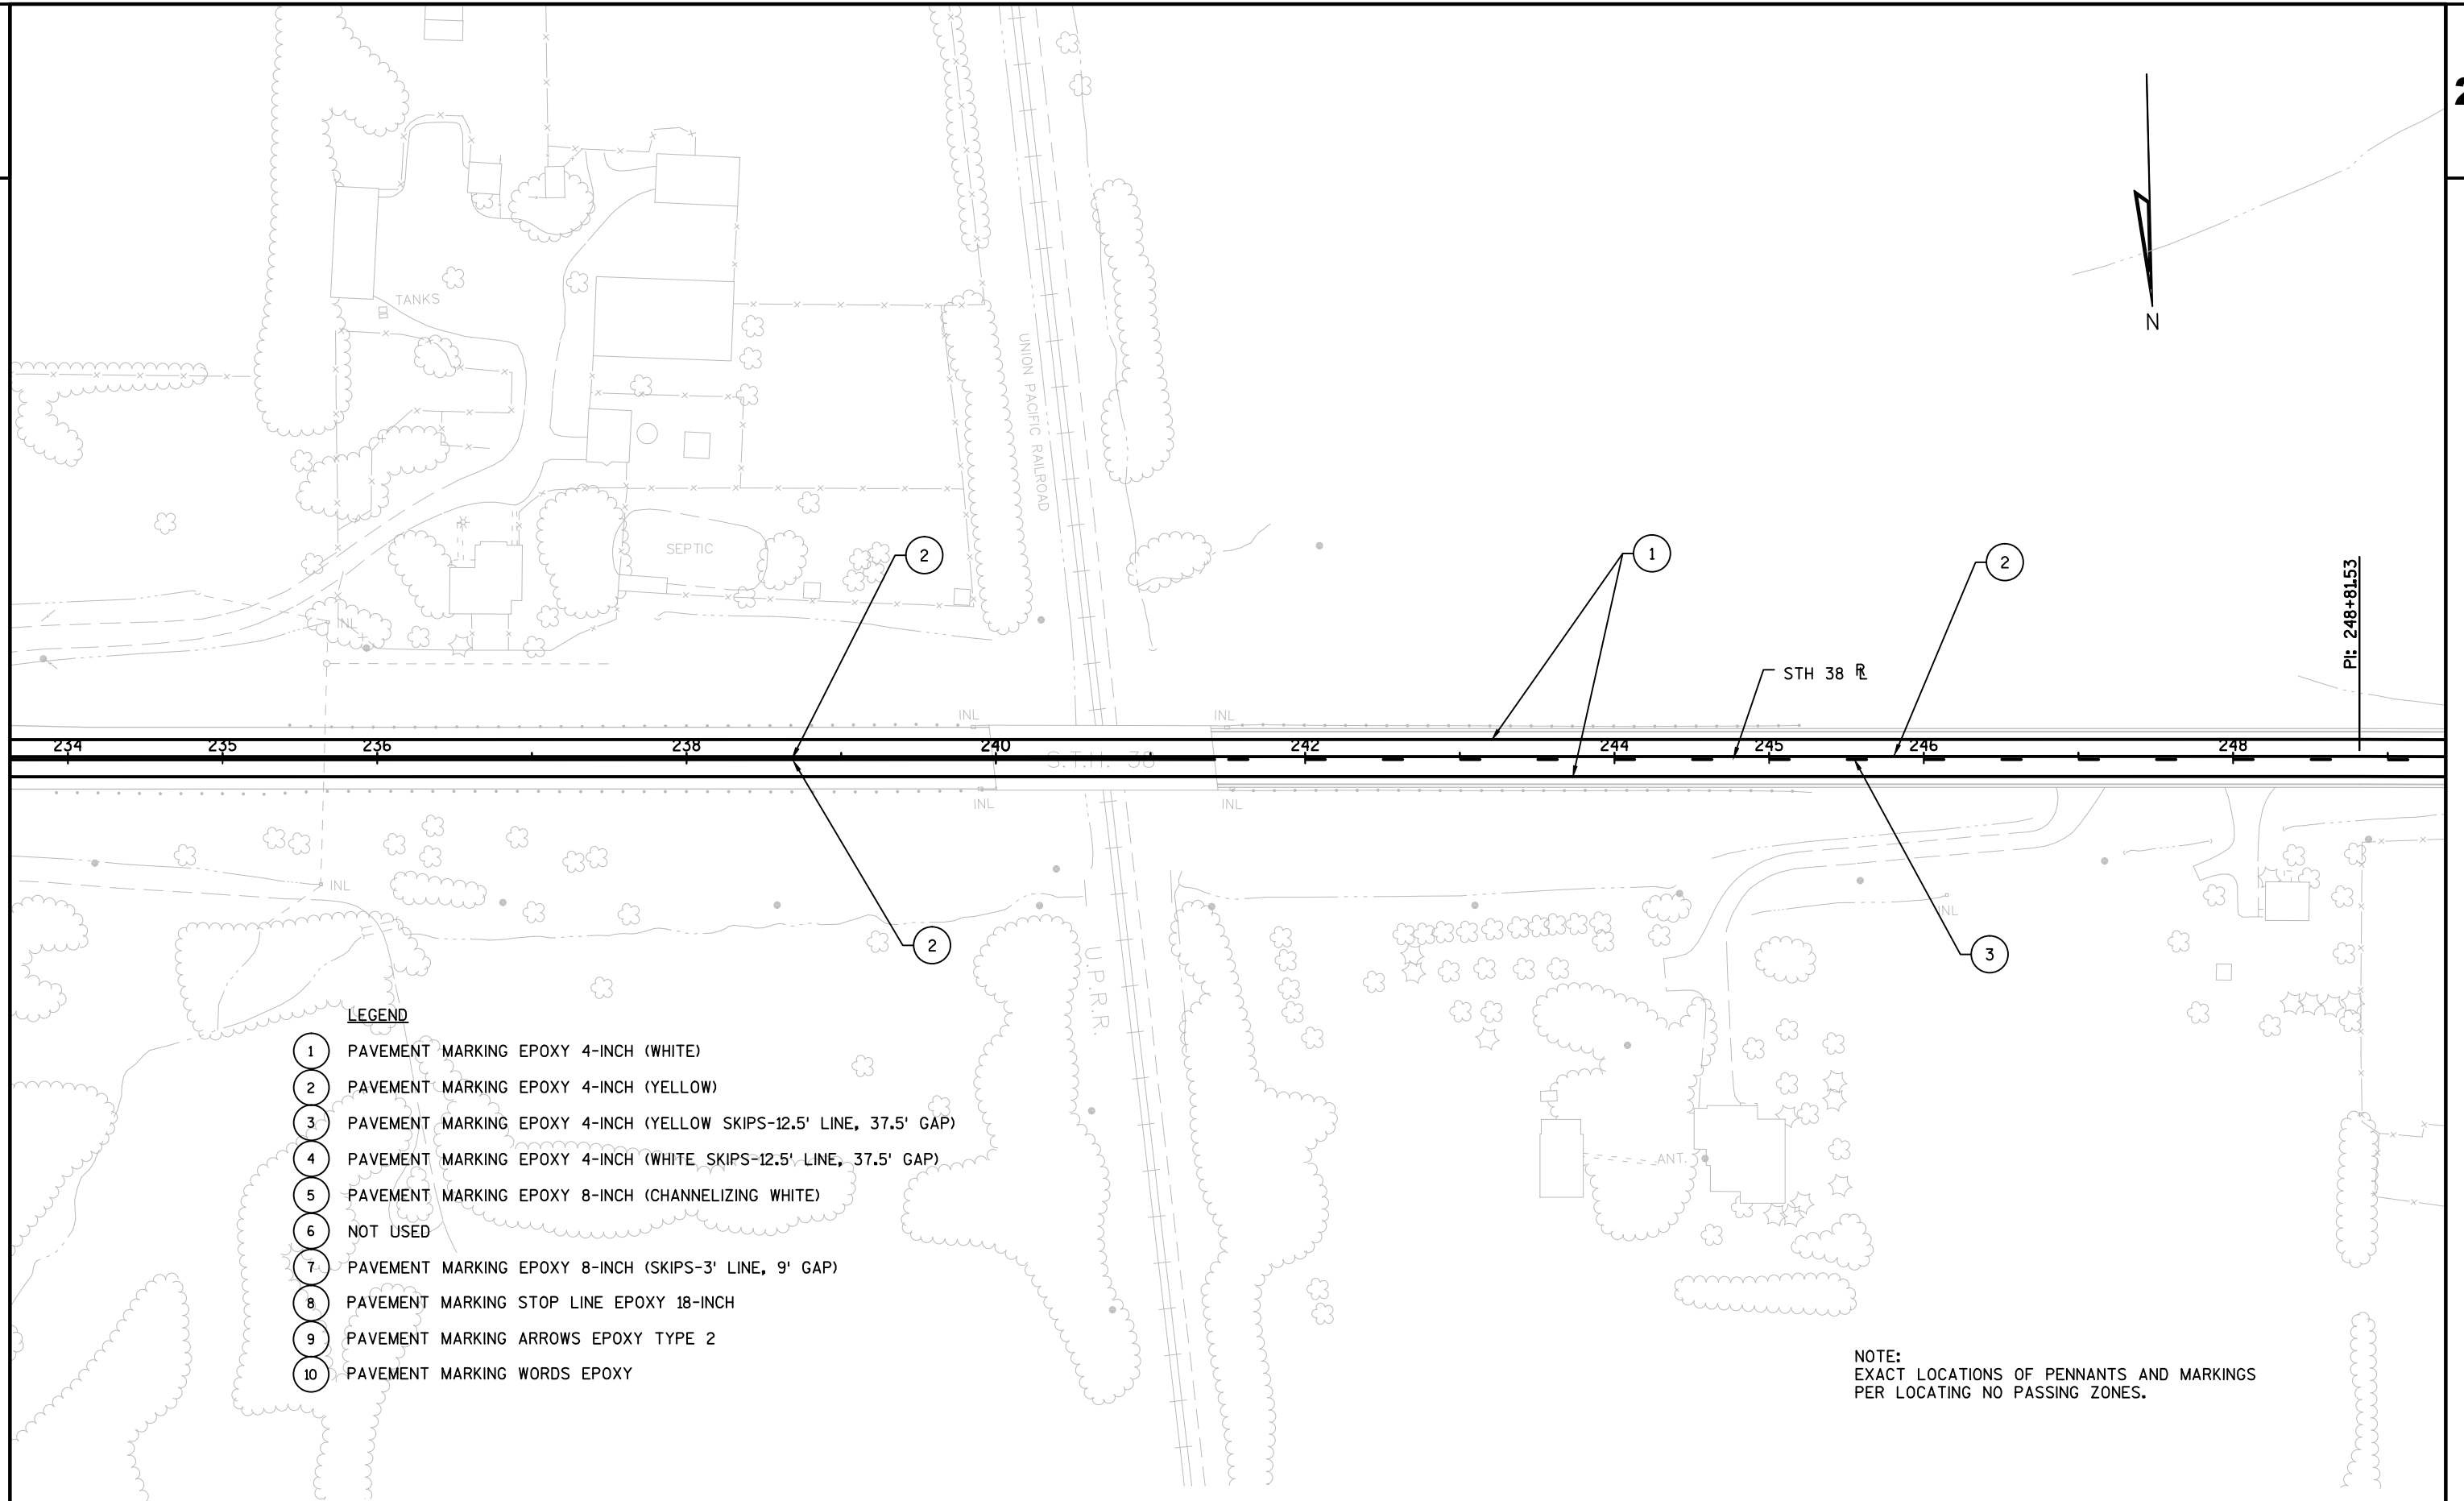 2
N
TANKS
UNION PACIFIC RAILROAD
SEPTIC
2
1
2
PI: 248+81.53
INL
STH 38 RL
INL
INL
234
235
236
238
240
242
244
245
246
248
S.T.H. 38
INL
INL
INL
INL
2
3
U.P.R.R.
LEGEND
1 PAVEMENT MARKING EPOXY 4-INCH (WHITE)
2 PAVEMENT MARKING EPOXY 4-INCH (YELLOW)
3 PAVEMENT MARKING EPOXY 4-INCH (YELLOW SKIPS-12.5' LINE, 37.5' GAP)
4 PAVEMENT MARKING EPOXY 4-INCH (WHITE SKIPS-12.5' LINE, 37.5' GAP)
5 PAVEMENT MARKING EPOXY 8-INCH (CHANNELIZING WHITE)
6 NOT USED
7 PAVEMENT MARKING EPOXY 8-INCH (SKIPS-3' LINE, 9' GAP)
8 PAVEMENT MARKING STOP LINE EPOXY 18-INCH
9 PAVEMENT MARKING ARROWS EPOXY TYPE 2
10 PAVEMENT MARKING WORDS EPOXY
ANT.
NOTE:
EXACT LOCATIONS OF PENNANTS AND MARKINGS
PER LOCATING NO PASSING ZONES.